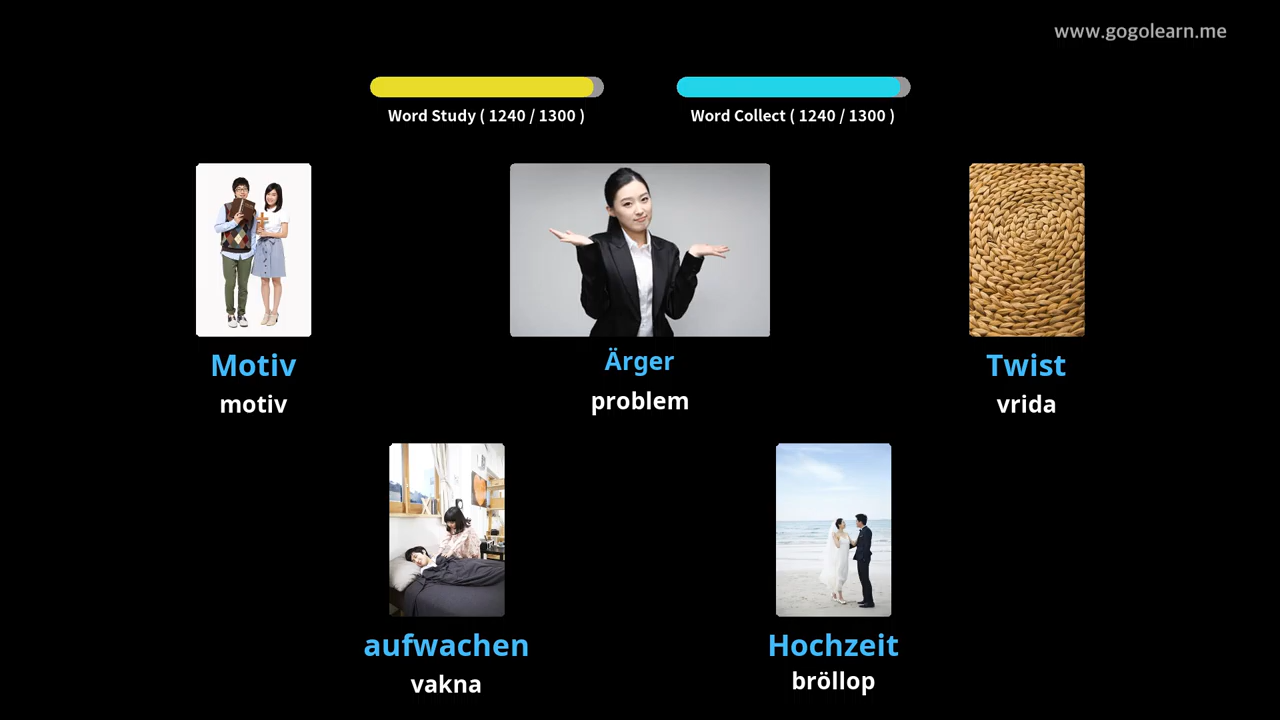 www.gogolearn.me
Word Study ( 1240 / 1300 )
Word Collect ( 1240 / 1300 )
Motiv
motiv
Ärger
problem
Twist
vrida
aufwachen
vakna
Hochzeit
bröllop